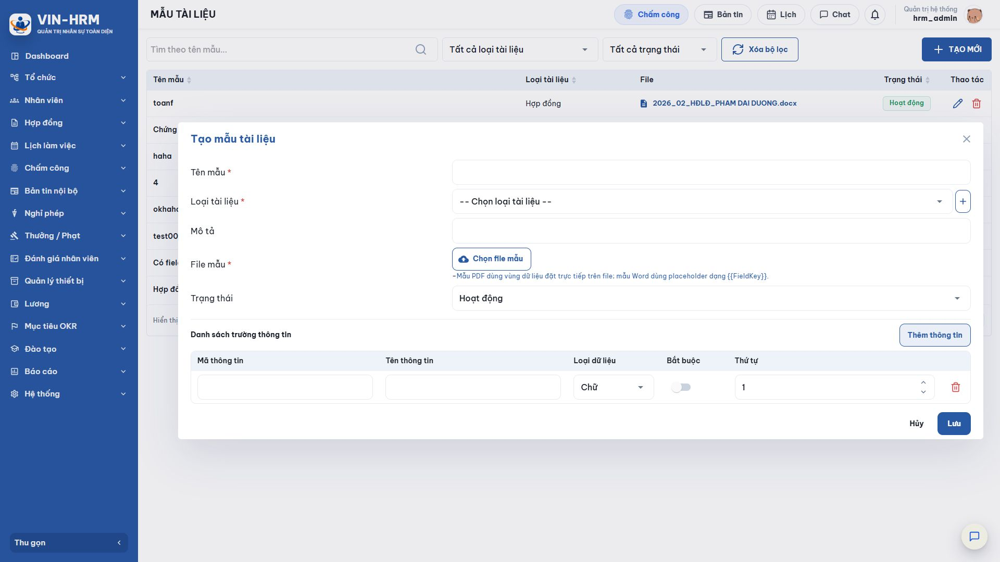 VIN-HRM
QUẢN TRỊ NHÂN SỰ TOÀN DIỆN
Dashboard
Tổ chức
Nhân viên
Hợp đồng
Lịch làm việc
Chấm công
Bản tin nội bộ
Nghỉ phép
Thưởng / Phạt
Đánh giá nhân viên
Quản lý thiết bị
Lương
Mục tiêu OKR
Đào tạo
Báo cáo
Hệ thống
Thu gọn
MẪU TÀI LIỆU
Chấm công
Bản tin
Lịch
Chat
Quản trị hệ thống
hrm_admin
Tìm theo tên mẫu...
Tất cả loại tài liệu
Tất cả trạng thái
Xóa bộ lọc
TẠO MỚI
Tên mẫu Loại tài liệu File Trạng thái Thao tác
toanf Hợp đồng 2026_02_HĐLĐ_PHAM DAI DUONG.docx Hoạt động
Chứng
haha
4
okhaha
test00
Có fiel
Hợp đồ
Hiển thị
Tạo mẫu tài liệu
Tên mẫu *
Loại tài liệu * -- Chọn loại tài liệu --
Mô tả
File mẫu * Chọn file mẫu
-Mẫu PDF dùng vùng dữ liệu đặt trực tiếp trên file; mẫu Word dùng placeholder dạng {{FieldKey}}.
Trạng thái Hoạt động
Danh sách trường thông tin Thêm thông tin
Mã thông tin Tên thông tin Loại dữ liệu Bắt buộc Thứ tự
Chữ 1
Hủy Lưu